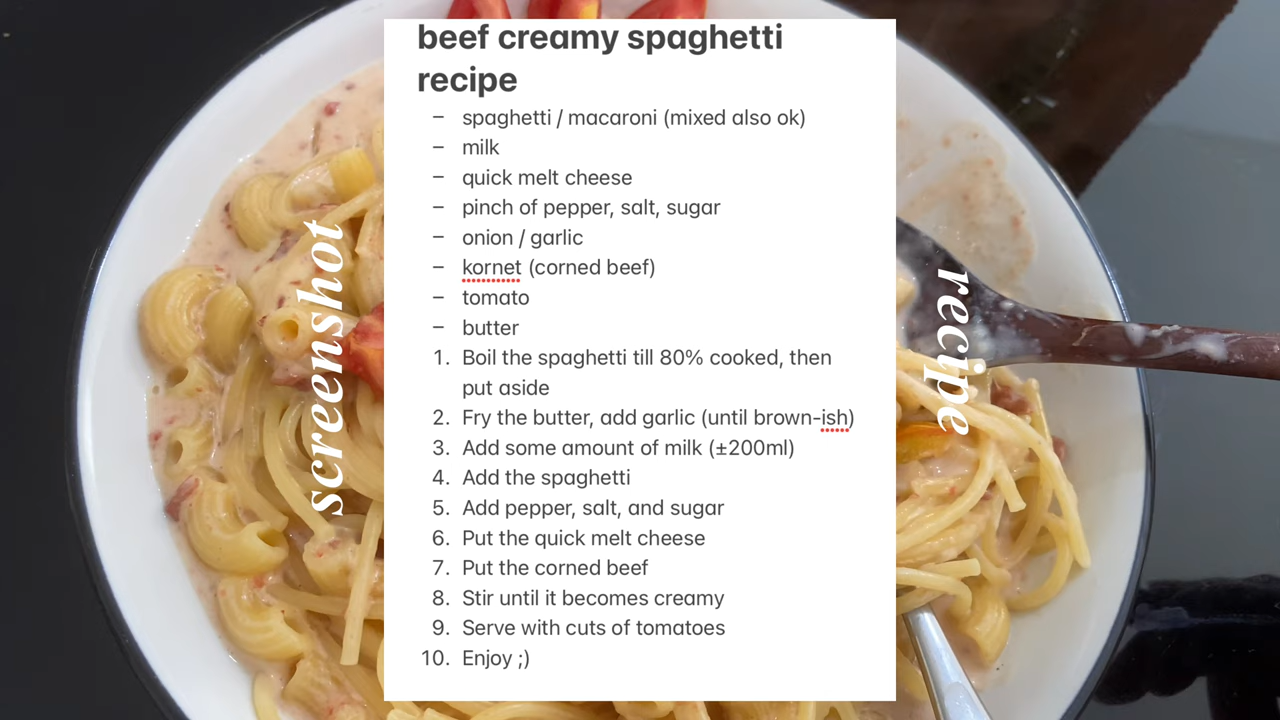 beef creamy spaghetti
recipe
– spaghetti / macaroni (mixed also ok)
– milk
– quick melt cheese
– pinch of pepper, salt, sugar
– onion / garlic
– kornet (corned beef)
– tomato
– butter
1. Boil the spaghetti till 80% cooked, then
put aside
2. Fry the butter, add garlic (until brown-ish)
3. Add some amount of milk (±200ml)
4. Add the spaghetti
5. Add pepper, salt, and sugar
6. Put the quick melt cheese
7. Put the corned beef
8. Stir until it becomes creamy
9. Serve with cuts of tomatoes
10. Enjoy ;)
screenshot
recipe